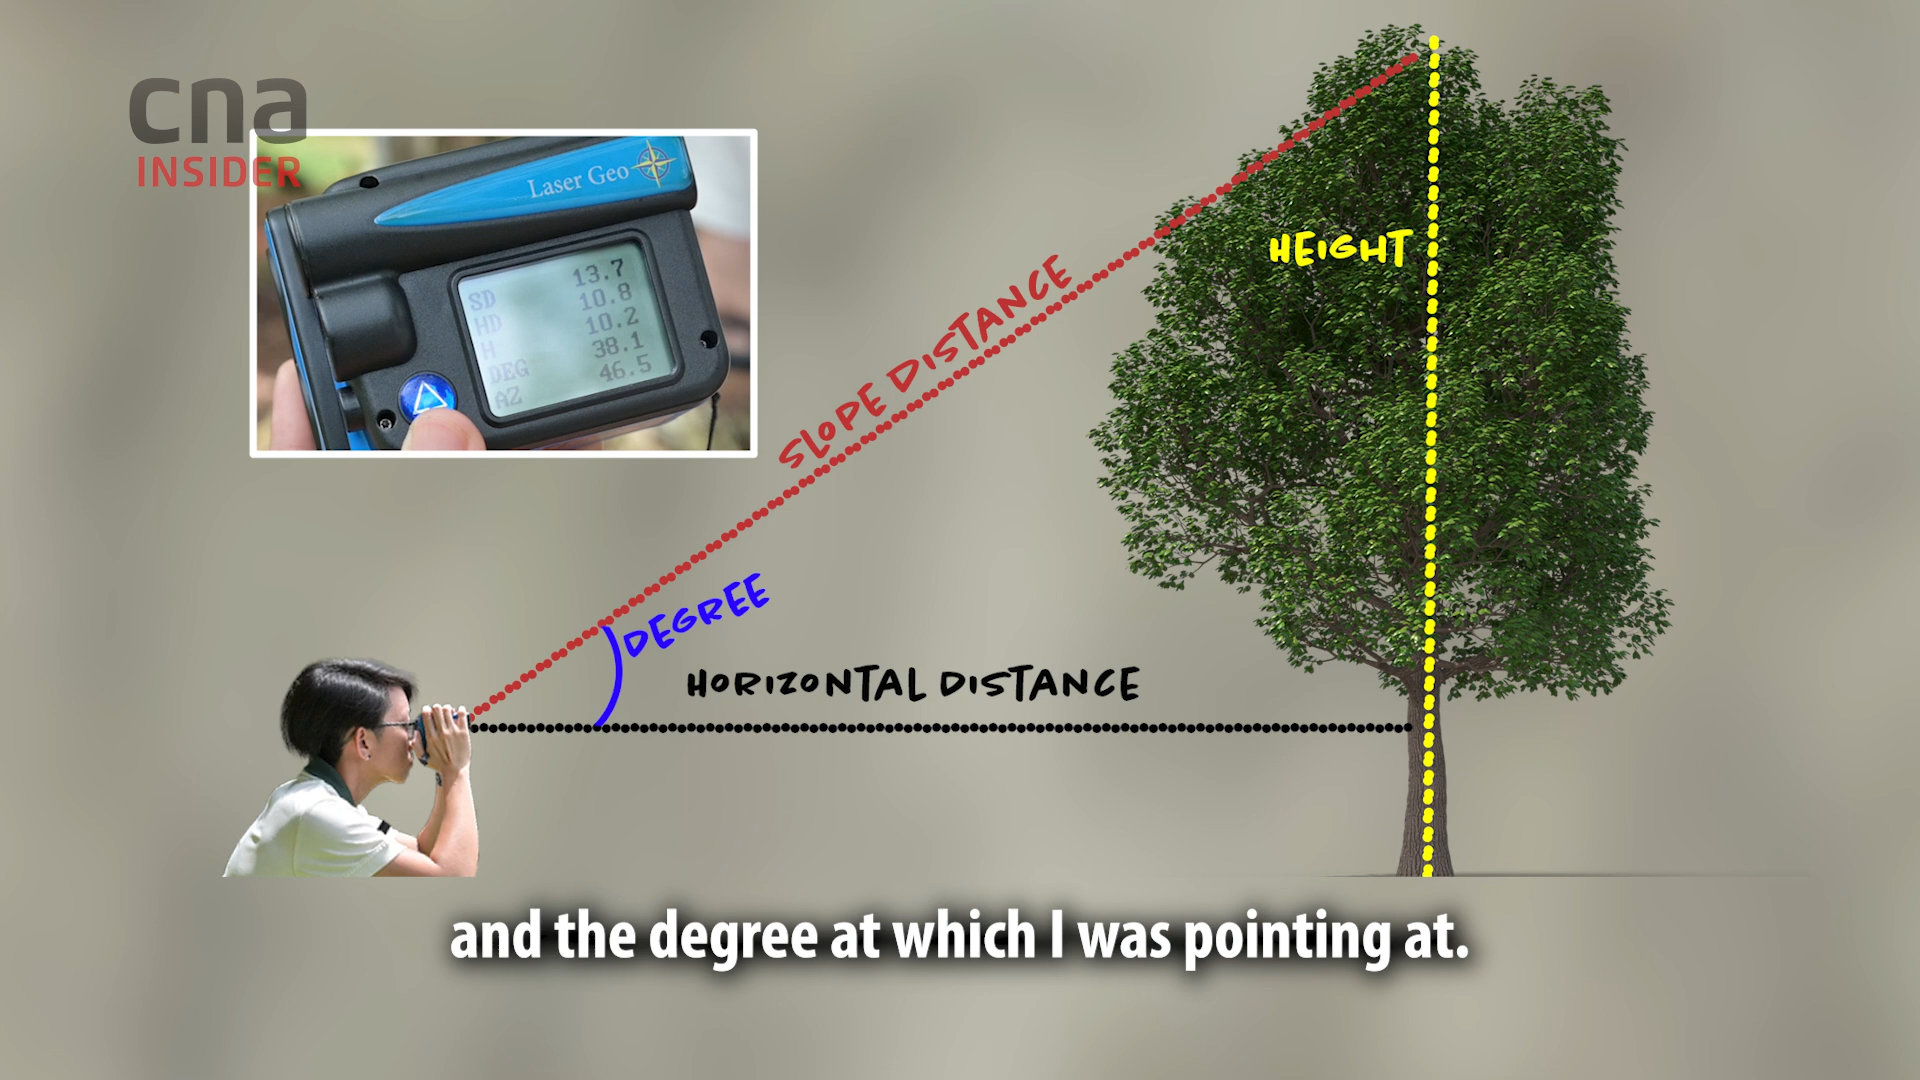 cna
INSIDER
Laser Geo
SD 13.7
HD 10.8
H 10.2
DEG 38.1
AZ 46.5
HEIGHT
SLOPE DISTANCE
DEGREE
HORIZONTAL DISTANCE
and the degree at which I was pointing at.